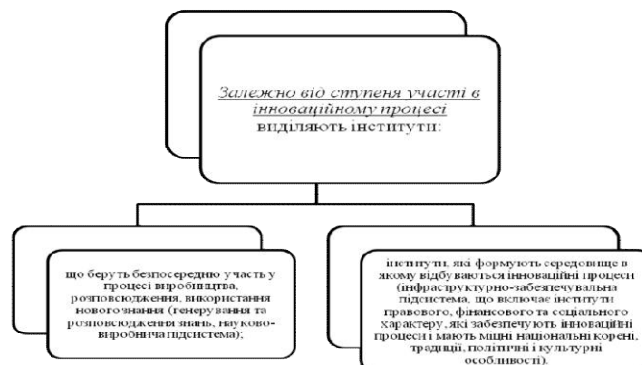 Залежно від ступеня участі в
інноваційному процесі
виділяють інститути:
що беруть безпосередню участь у
процесі виробництва,
розповсюдження, використання
нового знання (генерування та
розповсюдження знань, науково-
виробнича підсистема);
інститути, які формують середовище в
якому відбуваються інноваційні процеси
(інфраструктурно-забезпечувальна
підсистема, що включає інститути
правового, фінансового та соціального
характеру, які забезпечують інноваційні
процеси і мають міцні національні корені,
традиції, політичні і культурні
особливості).